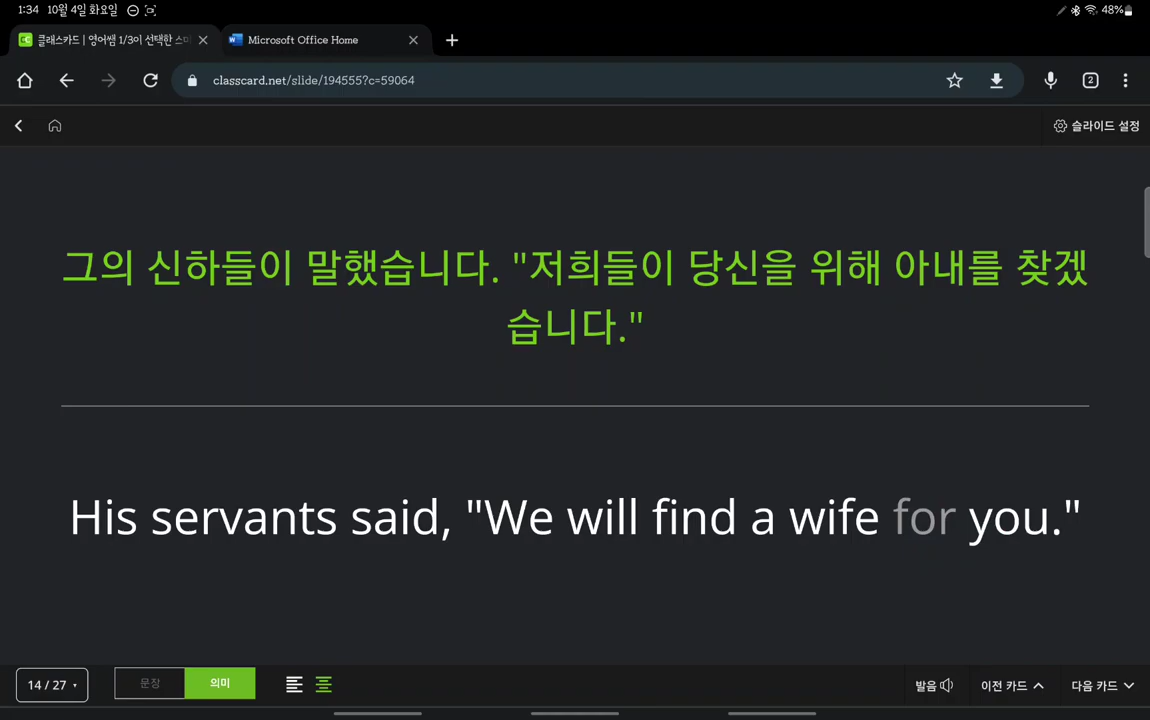 1:34 10월 4일 화요일 48%
클래스카드 | 영어쌤 1/3이 선택한 스마
Microsoft Office Home
classcard.net/slide/194555?c=59064
2
슬라이드 설정
그의 신하들이 말했습니다. "저희들이 당신을 위해 아내를 찾겠
습니다."
His servants said, "We will find a wife for you."
14 / 27
문장
의미
발음
이전 카드
다음 카드